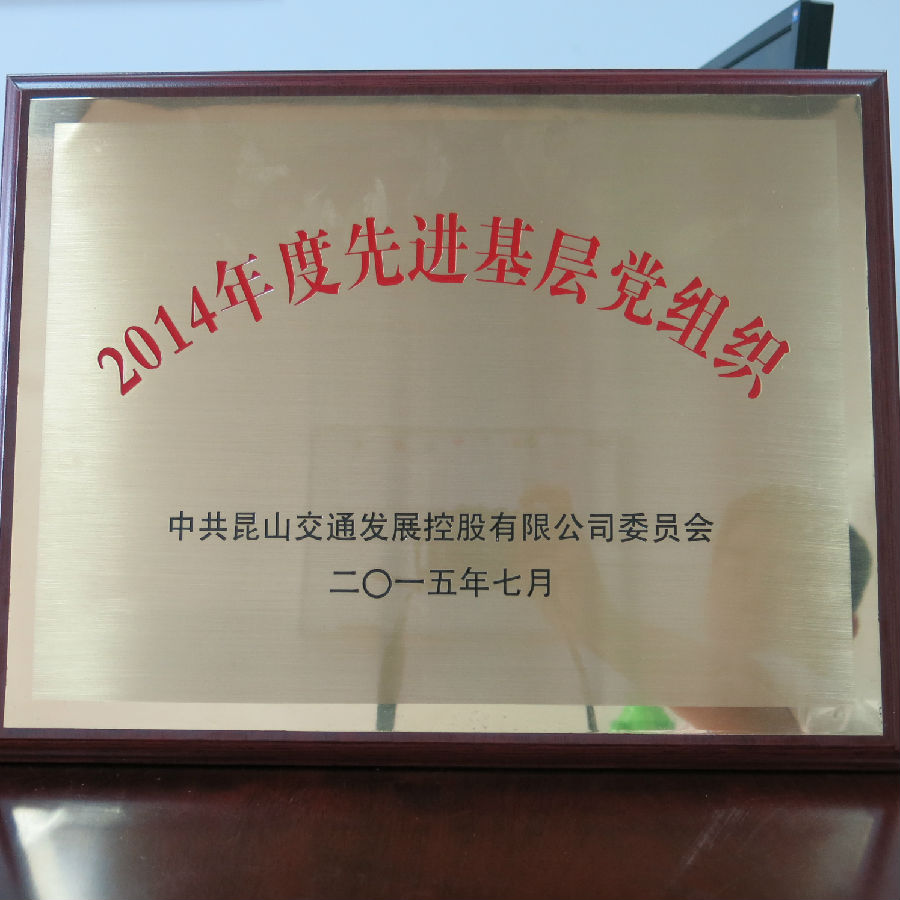 2014年度先进基层党组织
中共昆山交通发展控股有限公司委员会
二〇一五年七月